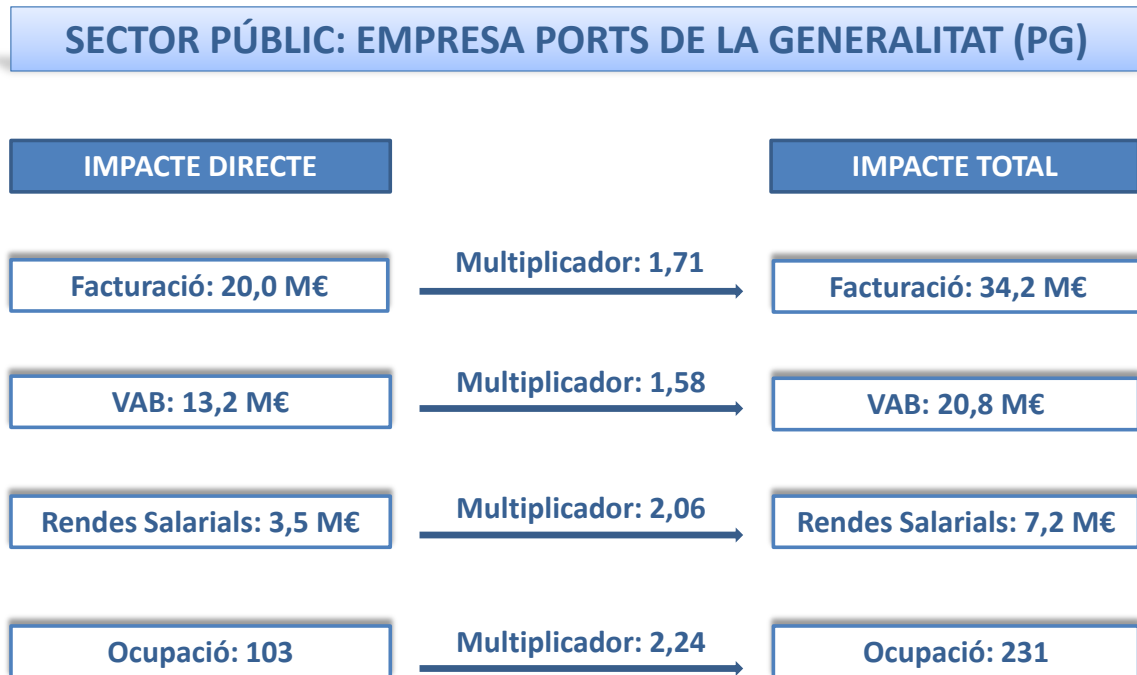 SECTOR PÚBLIC: EMPRESA PORTS DE LA GENERALITAT (PG)
IMPACTE DIRECTE
IMPACTE TOTAL
Facturació: 20,0 M€
Multiplicador: 1,71
Facturació: 34,2 M€
VAB: 13,2 M€
Multiplicador: 1,58
VAB: 20,8 M€
Rendes Salarials: 3,5 M€
Multiplicador: 2,06
Rendes Salarials: 7,2 M€
Ocupació: 103
Multiplicador: 2,24
Ocupació: 231